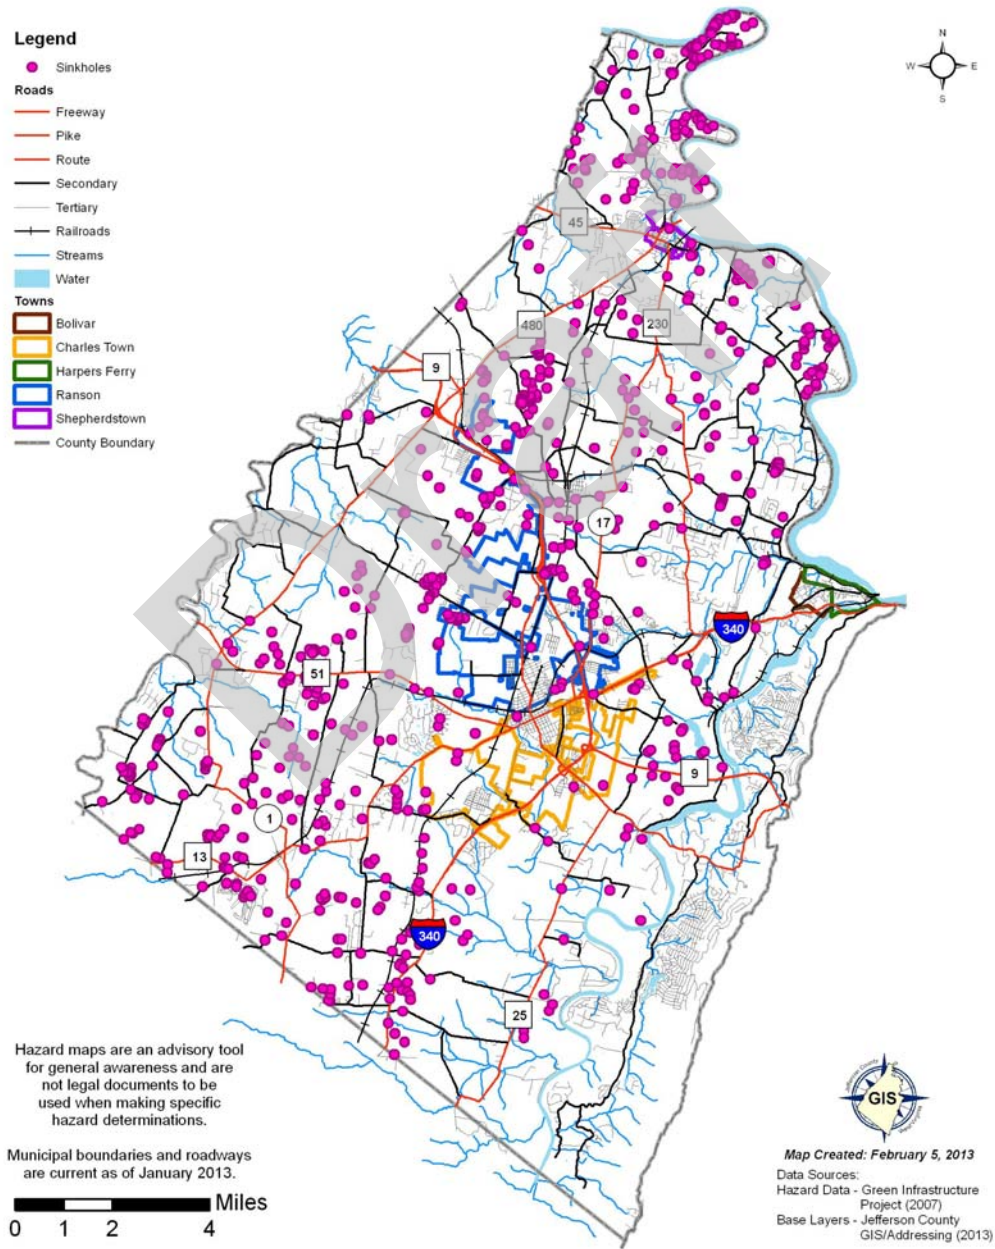 Legend
Sinkholes
Roads
Freeway
Pike
Route
Secondary
Tertiary
Railroads
Streams
Water
Towns
Bolivar
Charles Town
Harpers Ferry
Ranson
Shepherdstown
County Boundary
N
W E
S
45
480
230
9
17
340
51
9
1
13
340
25
Draft
Hazard maps are an advisory tool
for general awareness and are
not legal documents to be
used when making specific
hazard determinations.
Municipal boundaries and roadways
are current as of January 2013.
Miles
0 1 2 4
Jefferson County
GIS
Map Created: February 5, 2013
Data Sources:
Hazard Data - Green Infrastructure
Project (2007)
Base Layers - Jefferson County
GIS/Addressing (2013)